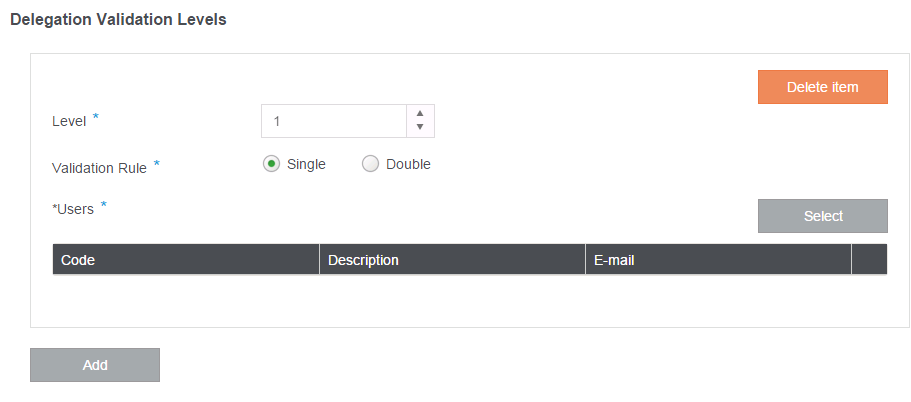 Delegation Validation Levels
Delete item
Level *
1
Validation Rule *
Single
Double
*Users *
Select
Code
Description
E-mail
Add